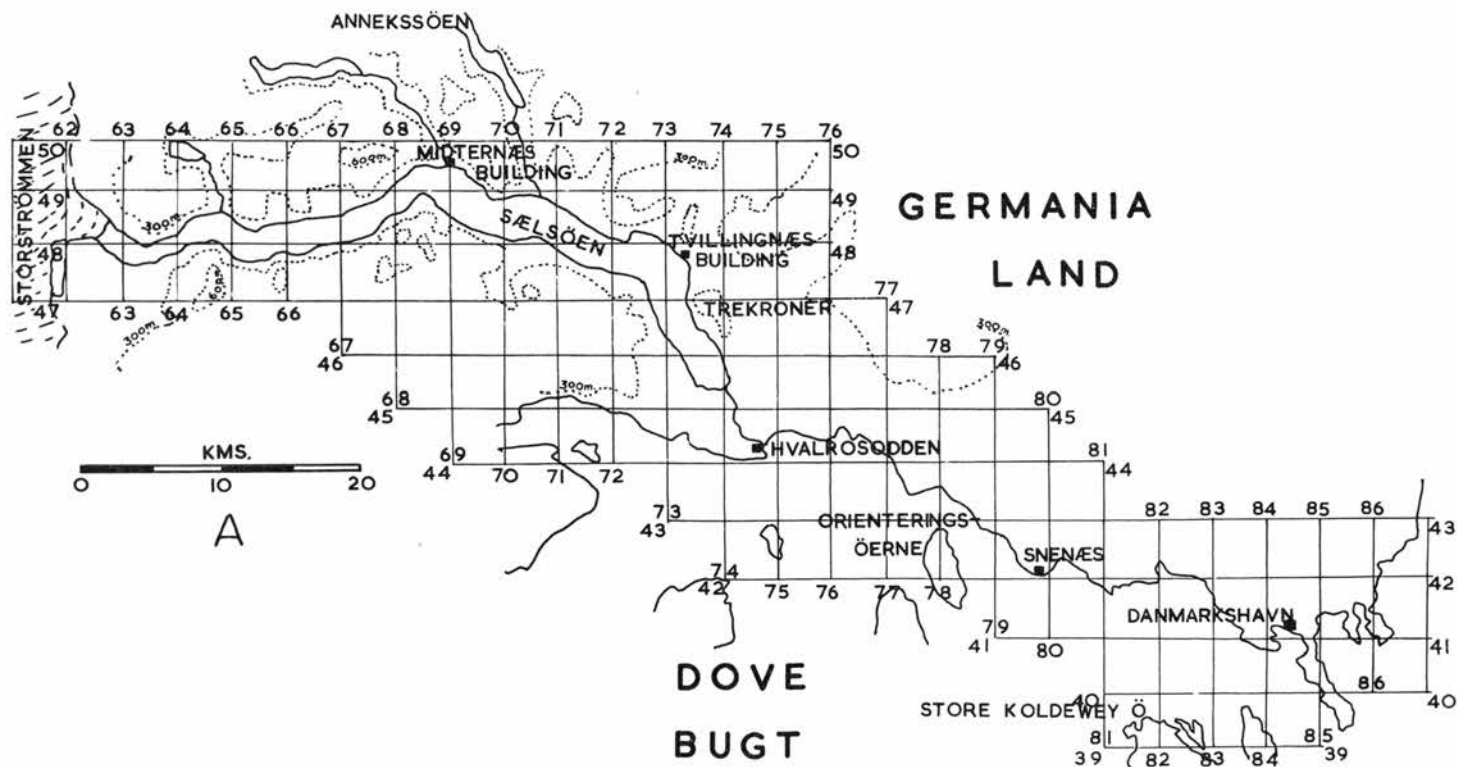 ANNEKSSÖEN
62 63 64 65 66 67 68 69 70 71 72 73 74 75 76
50 50
MIDTERNÆS
BUILDING
600m.
300m.
49 49
STORSTRÖMMEN
300m.
SÆLSÖEN
GERMANIA
LAND
48 48
TVILLINGNÆS
BUILDING
600m.
300m.
47 63 64 65 66
TREKRONER
77
47
300m.
67
46
78 79
46
68
45
300m.
80
45
HVALROSODDEN
KMS.
0 10 20
A
69
44 70 71 72
81
44
73
43
ORIENTERINGS-
ÖERNE
SNENÆS
82 83 84 85 86 43
74
42 75 76 77 78
42
DANMARKSHAVN
79
41 80
41
DOVE
BUGT
STORE KOLDEWEY Ö
40
86 40
81
39 82 83 84 85
39